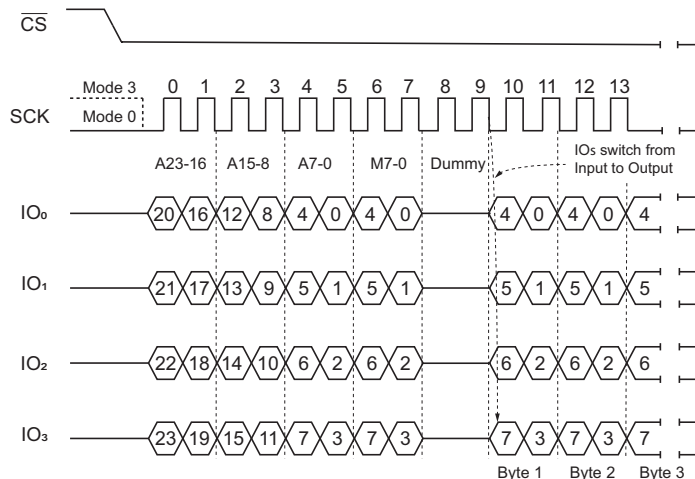 CS
Mode 3
0 1 2 3 4 5 6 7 8 9 10 11 12 13
SCK
Mode 0
A23-16 A15-8 A7-0 M7-0 Dummy
IOs switch from
Input to Output
IO₀ 20 16 12 8 4 0 4 0 4 0 4 0 4
IO₁ 21 17 13 9 5 1 5 1 5 1 5 1 5
IO₂ 22 18 14 10 6 2 6 2 6 2 6 2 6
IO₃ 23 19 15 11 7 3 7 3 7 3 7 3 7
Byte 1 Byte 2 Byte 3